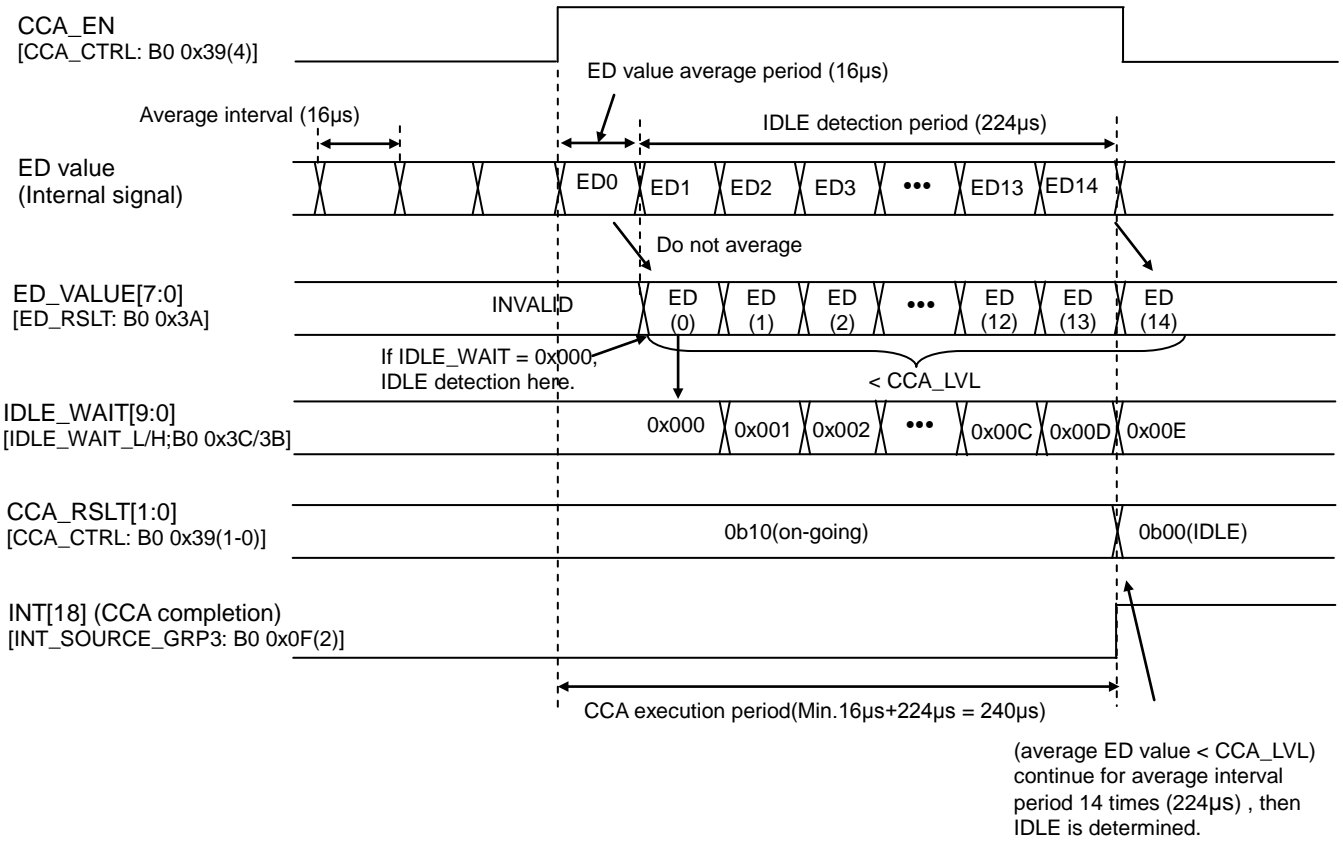 CCA_EN
[CCA_CTRL: B0 0x39(4)]
ED value average period (16µs)
Average interval (16µs)
IDLE detection period (224µs)
ED value
(Internal signal)
ED0
ED1
ED2
ED3
•••
ED13
ED14
Do not average
ED_VALUE[7:0]
[ED_RSLT: B0 0x3A]
INVALID
ED
(0)
ED
(1)
ED
(2)
•••
ED
(12)
ED
(13)
ED
(14)
If IDLE_WAIT = 0x000,
IDLE detection here.
< CCA_LVL
IDLE_WAIT[9:0]
[IDLE_WAIT_L/H;B0 0x3C/3B]
0x000
0x001
0x002
•••
0x00C
0x00D
0x00E
CCA_RSLT[1:0]
[CCA_CTRL: B0 0x39(1-0)]
0b10(on-going)
0b00(IDLE)
INT[18] (CCA completion)
[INT_SOURCE_GRP3: B0 0x0F(2)]
CCA execution period(Min.16µs+224µs = 240µs)
(average ED value < CCA_LVL)
continue for average interval
period 14 times (224µs) , then
IDLE is determined.